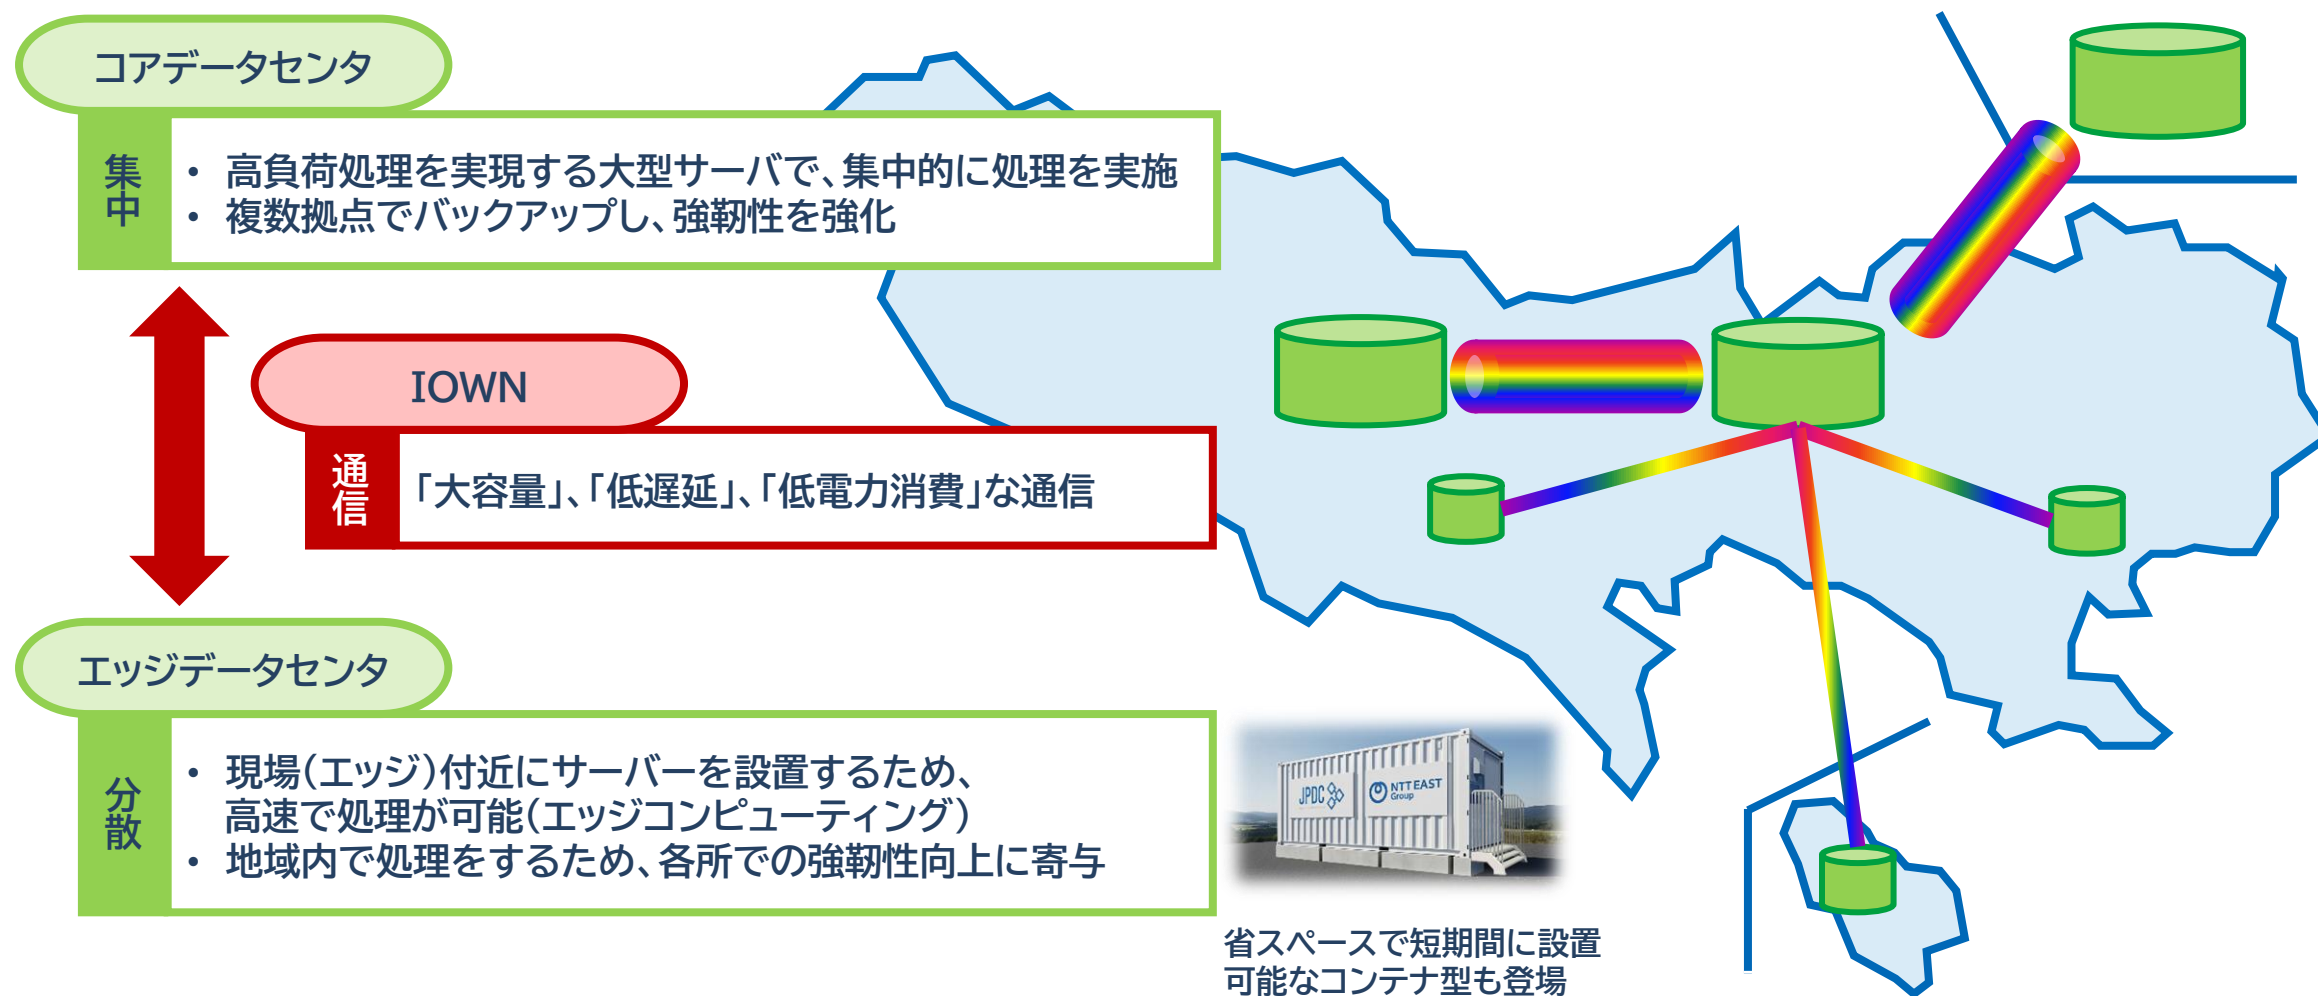 コアデータセンタ
集中
• 高負荷処理を実現する大型サーバで、集中的に処理を実施
• 複数拠点でバックアップし、強靭性を強化
IOWN
通信
「大容量」、「低遅延」、「低電力消費」な通信
エッジデータセンタ
分散
• 現場(エッジ)付近にサーバーを設置するため、
高速で処理が可能(エッジコンピューティング)
• 地域内で処理をするため、各所での強靭性向上に寄与
JPDC
NTT EAST
Group
省スペースで短期間に設置
可能なコンテナ型も登場